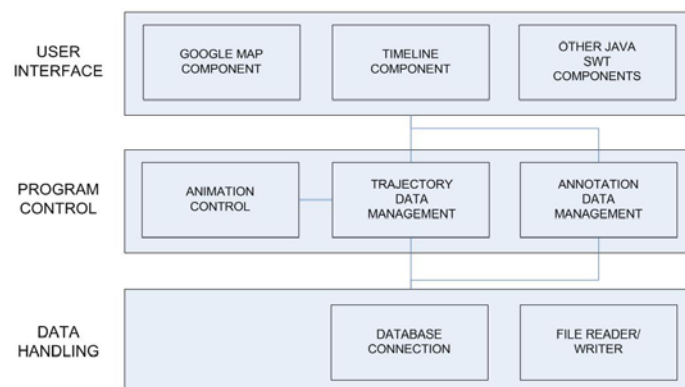 USER
INTERFACE
GOOGLE MAP
COMPONENT
TIMELINE
COMPONENT
OTHER JAVA
SWT
COMPONENTS
PROGRAM
CONTROL
ANIMATION
CONTROL
TRAJECTORY
DATA
MANAGEMENT
ANNOTATION
DATA
MANAGEMENT
DATA
HANDLING
DATABASE
CONNECTION
FILE READER/
WRITER